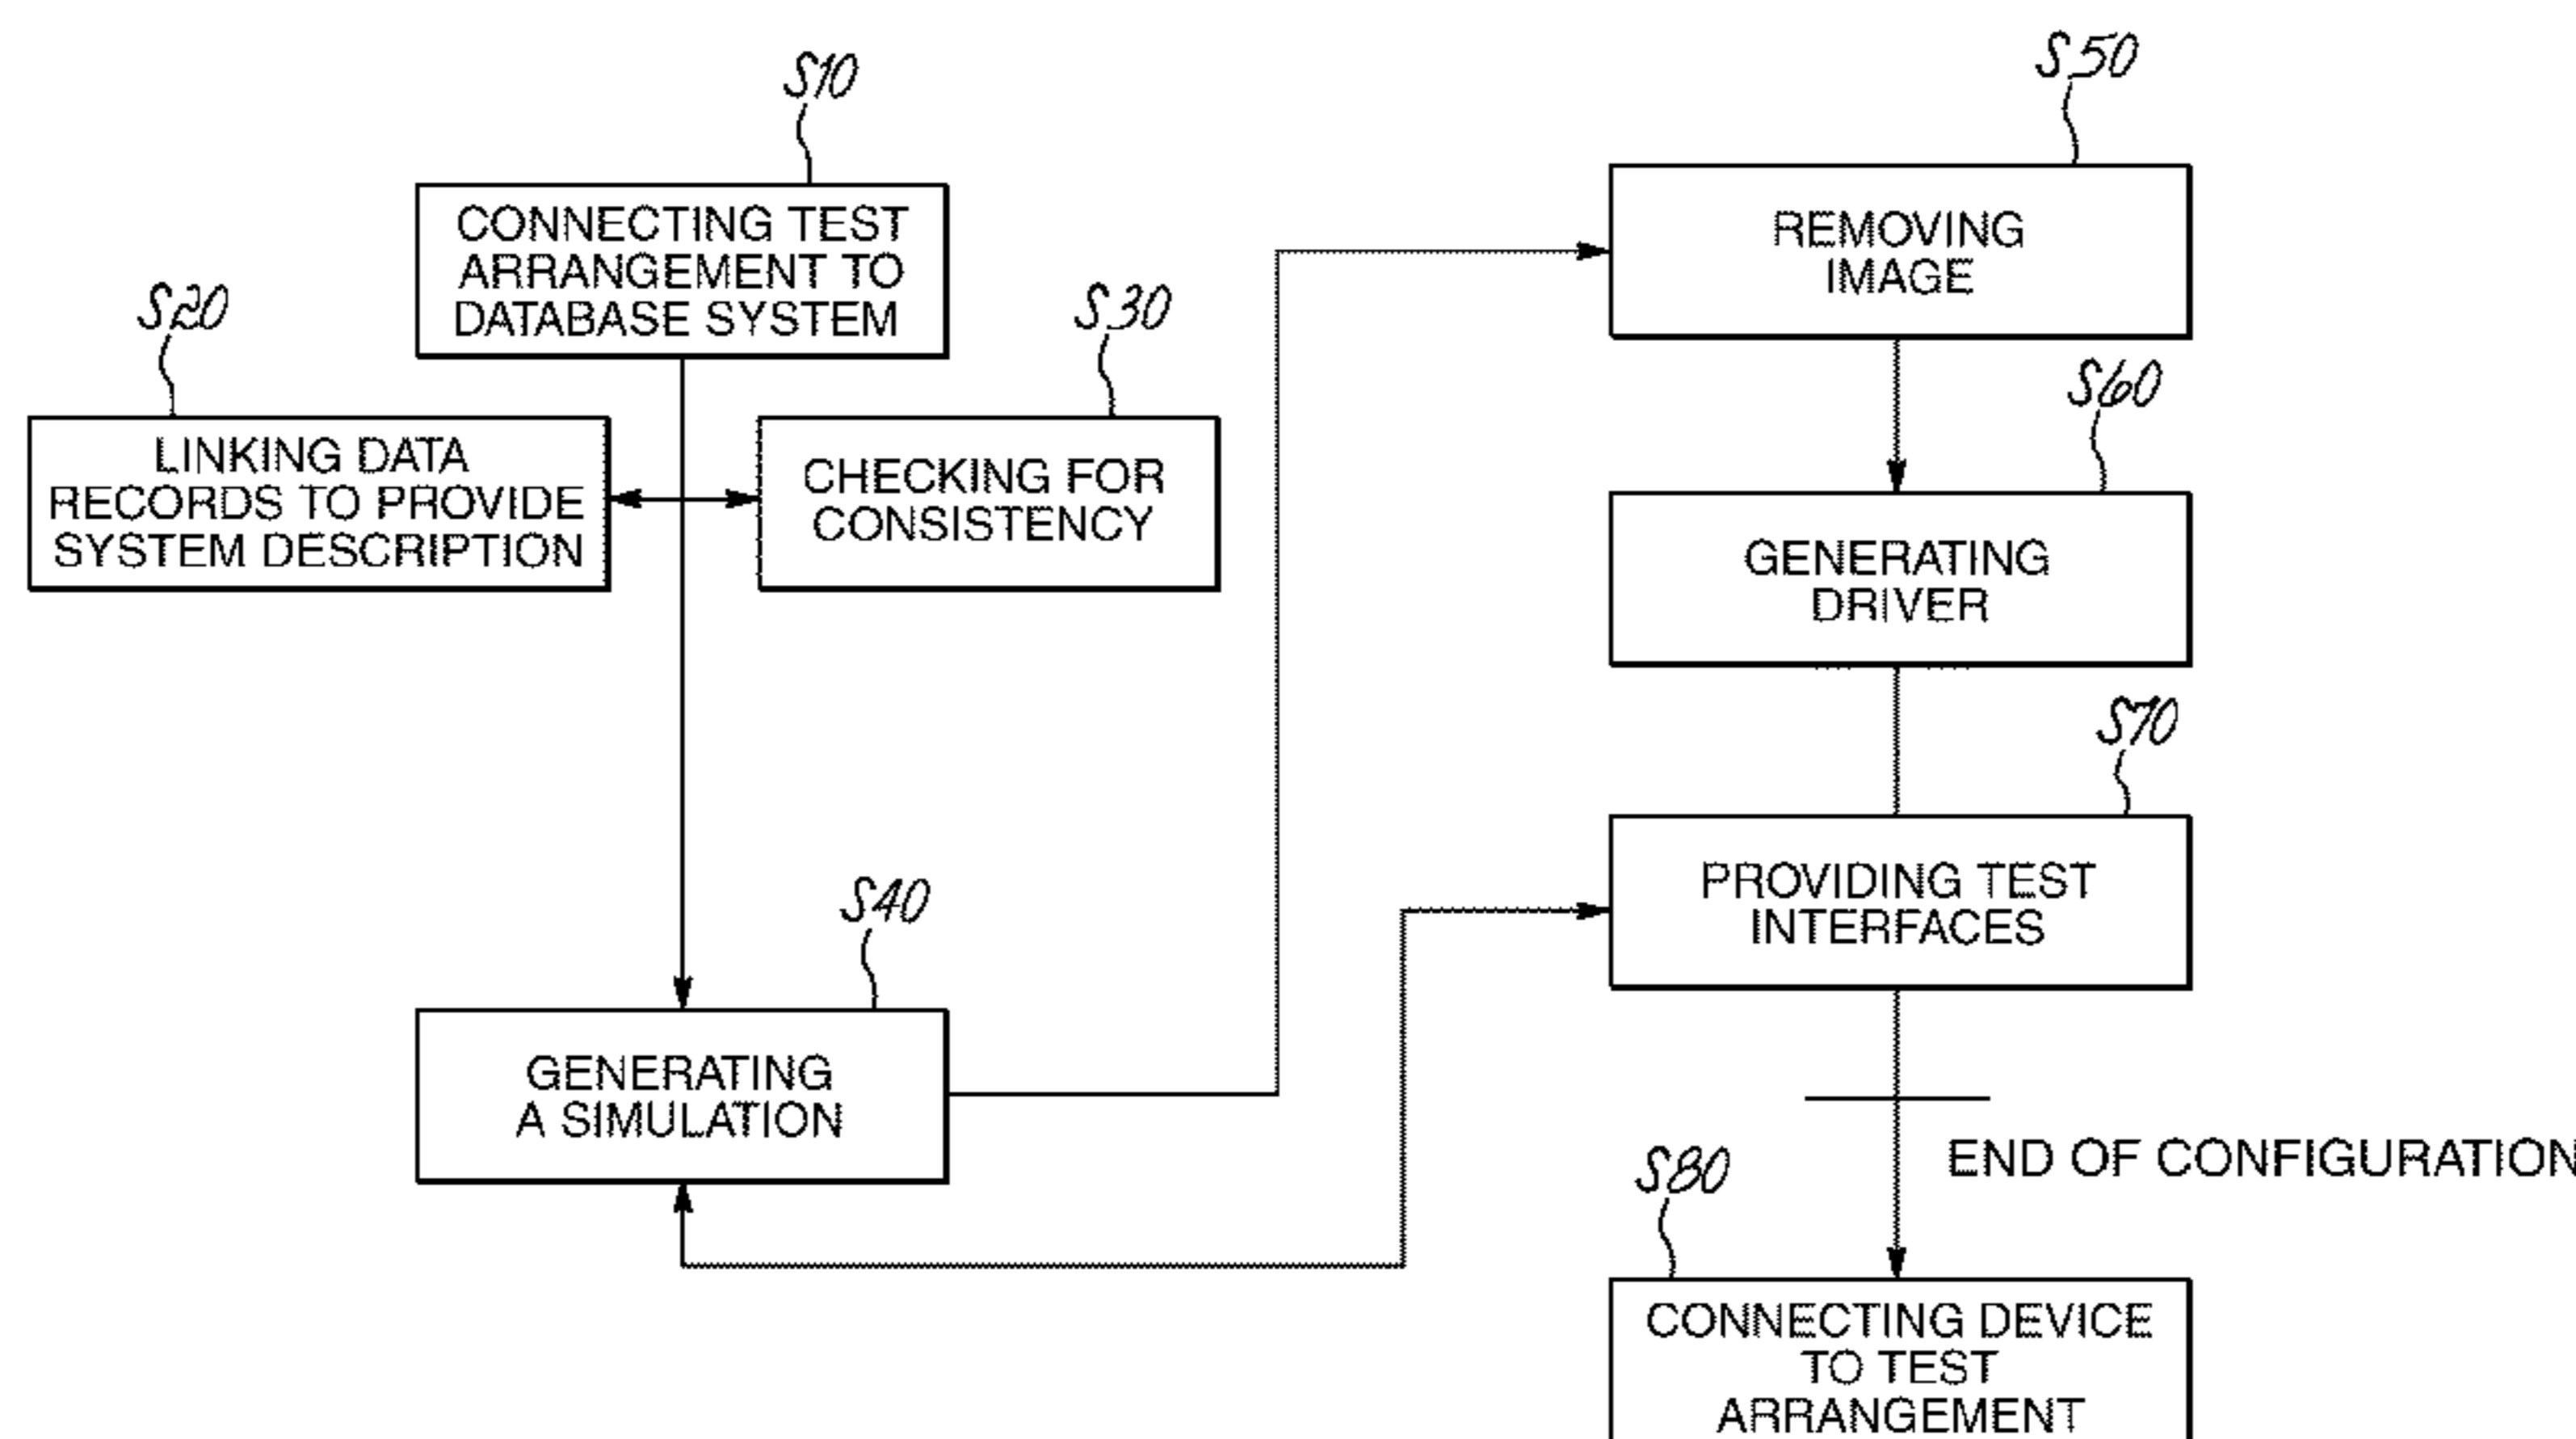 S10
CONNECTING TEST
ARRANGEMENT TO
DATABASE SYSTEM
S20
LINKING DATA
RECORDS TO PROVIDE
SYSTEM DESCRIPTION
S30
CHECKING FOR
CONSISTENCY
S40
GENERATING
A SIMULATION
S50
REMOVING
IMAGE
S60
GENERATING
DRIVER
S70
PROVIDING TEST
INTERFACES
END OF CONFIGURATION
S80
CONNECTING DEVICE
TO TEST
ARRANGEMENT